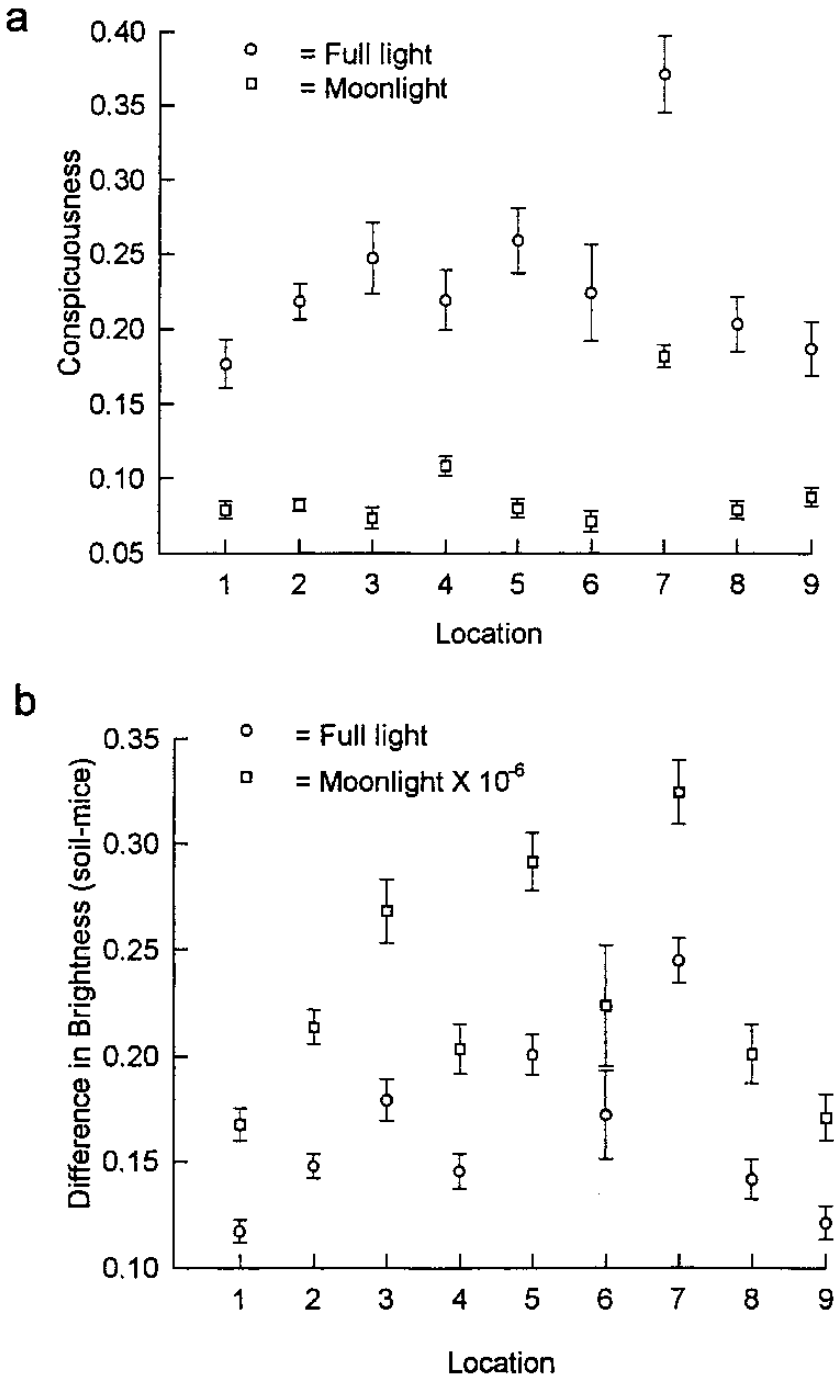 a
= Full light
= Moonlight
Conspicuousness
0.40
0.35
0.30
0.25
0.20
0.15
0.10
0.05
1 2 3 4 5 6 7 8 9
Location
b
= Full light
= Moonlight X 10⁻⁶
Difference in Brightness (soil-mice)
0.35
0.30
0.25
0.20
0.15
0.10
1 2 3 4 5 6 7 8 9
Location